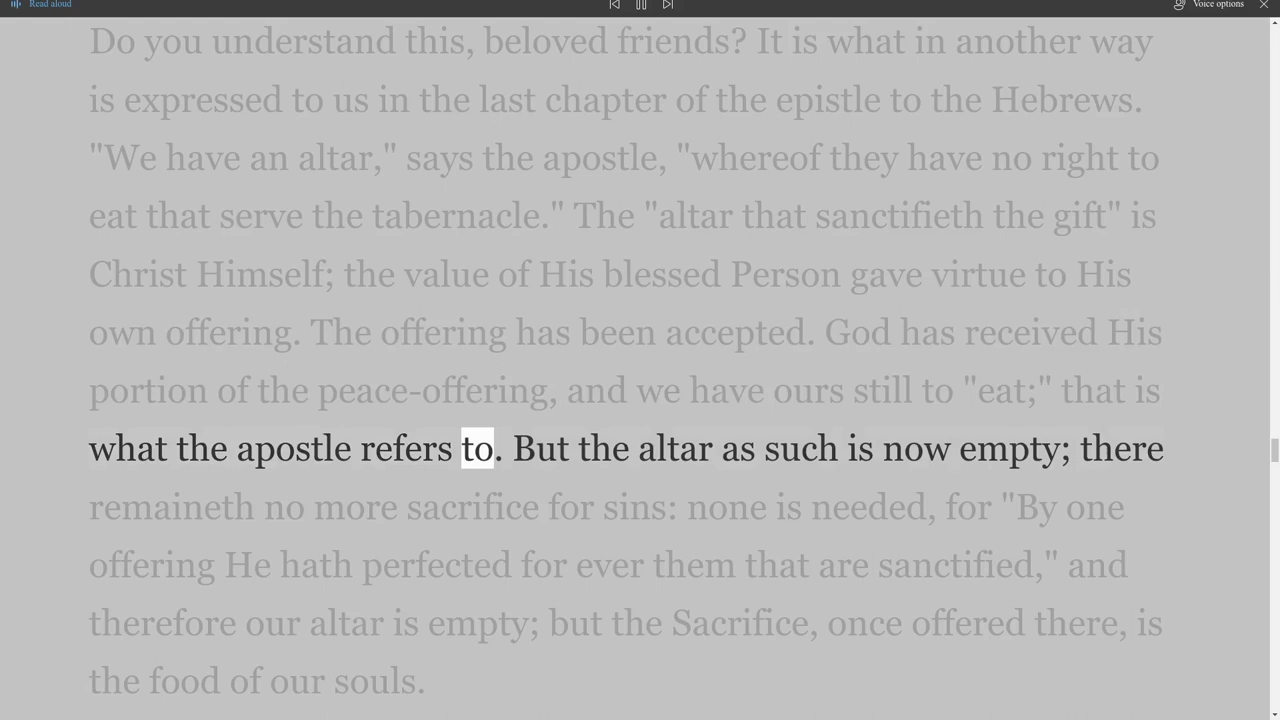 Read aloud
Voice options
Do you understand this, beloved friends? It is what in another way
is expressed to us in the last chapter of the epistle to the Hebrews.
"We have an altar," says the apostle, "whereof they have no right to
eat that serve the tabernacle." The "altar that sanctifieth the gift" is
Christ Himself; the value of His blessed Person gave virtue to His
own offering. The offering has been accepted. God has received His
portion of the peace-offering, and we have ours still to "eat;" that is
what the apostle refers to. But the altar as such is now empty; there
remaineth no more sacrifice for sins: none is needed, for "By one
offering He hath perfected for ever them that are sanctified," and
therefore our altar is empty; but the Sacrifice, once offered there, is
the food of our souls.